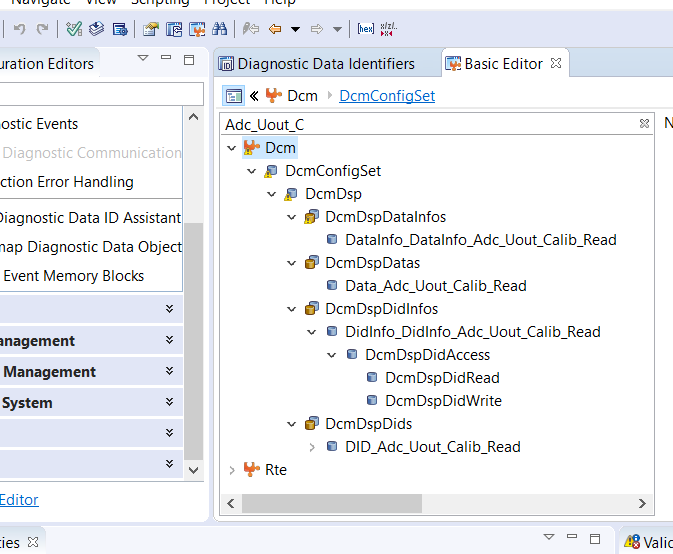 Navigate View Scripting Project Help
uration Editors
ostic Events
Diagnostic Communication
ction Error Handling
Diagnostic Data ID Assistant
map Diagnostic Data Object
Event Memory Blocks
anagement
Management
System
Editor
ties
Diagnostic Data Identifiers
Basic Editor
Dcm
DcmConfigSet
Adc_Uout_C
Dcm
DcmConfigSet
DcmDsp
DcmDspDataInfos
DataInfo_DataInfo_Adc_Uout_Calib_Read
DcmDspDatas
Data_Adc_Uout_Calib_Read
DcmDspDidInfos
DidInfo_DidInfo_Adc_Uout_Calib_Read
DcmDspDidAccess
DcmDspDidRead
DcmDspDidWrite
DcmDspDids
DID_Adc_Uout_Calib_Read
Rte
N
Valid